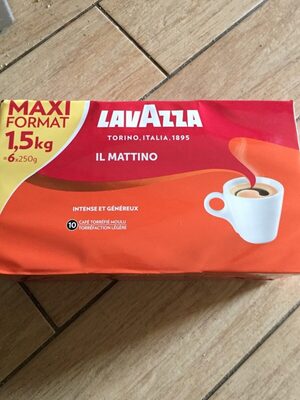 MAXI
FORMAT
1,5kg
=6x250g
LAVAZZA
TORINO, ITALIA, 1895
IL MATTINO
INTENSE ET GÉNÉREUX
10 CAFÉ TORRÉFIÉ MOULU
TORRÉFACTION LÉGÈRE